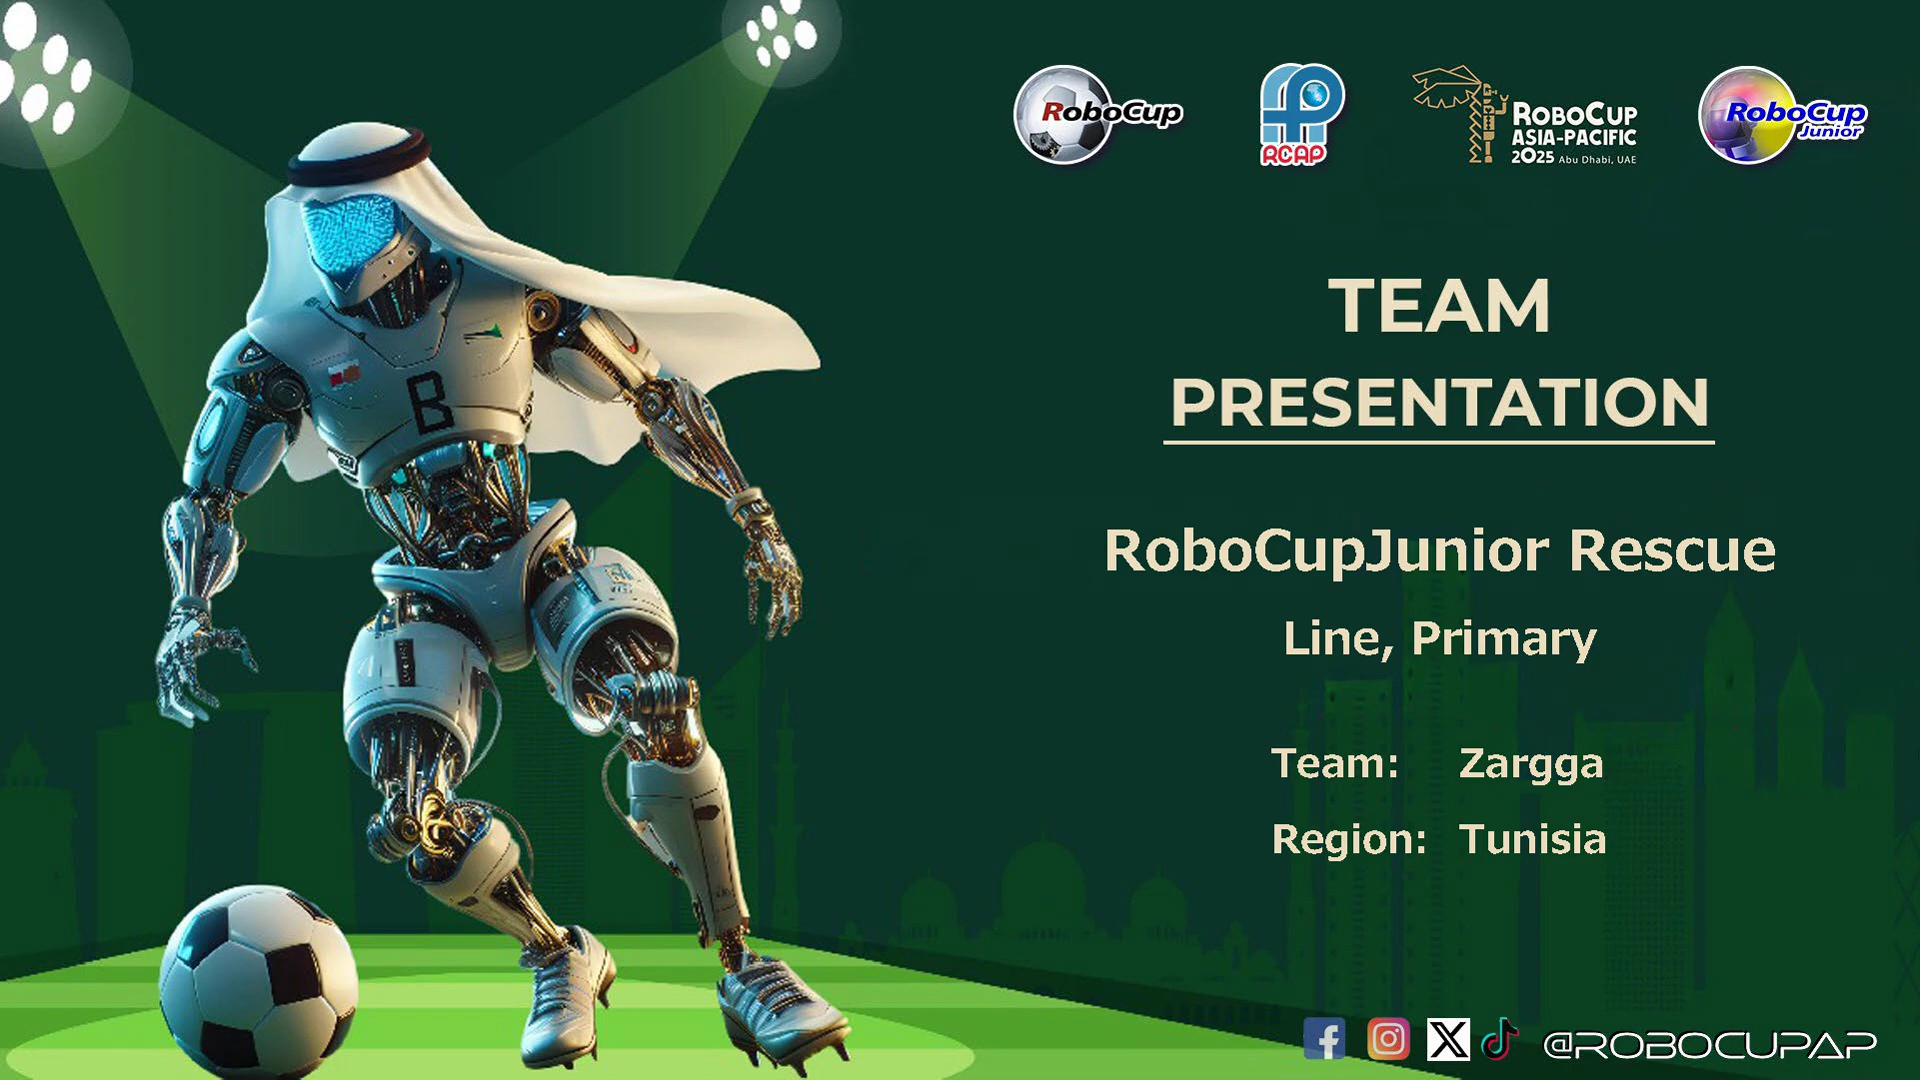 RoboCup
RCAP
ROBOCUP
ASIA-PACIFIC
2025 Abu Dhabi, UAE
RoboCup
Junior
TEAM
PRESENTATION
RoboCupJunior Rescue
Line, Primary
Team: Zargga
Region: Tunisia
B
@ROBOCUPAP